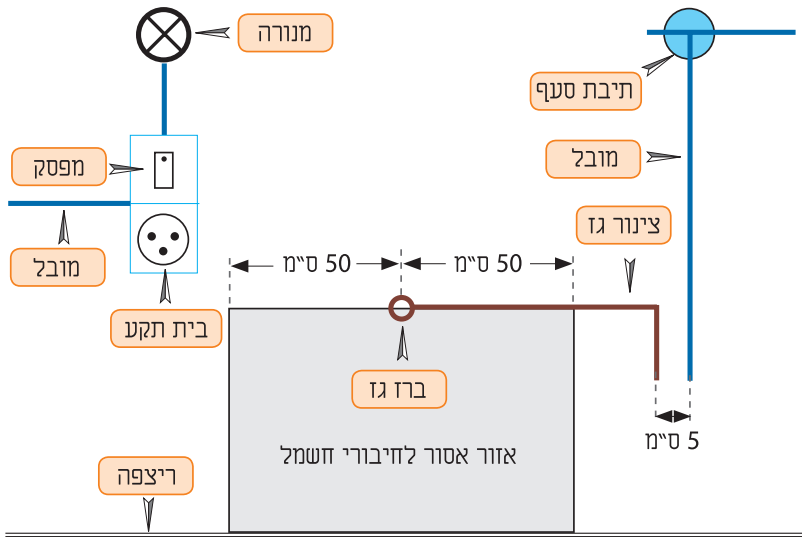 מנורה
תיבת סעף
מפסק
מובל
צינור גז
מובל
50 ס״מ
50 ס״מ
בית תקע
ברז גז
5 ס״מ
אזור אסור לחיבורי חשמל
ריצפה